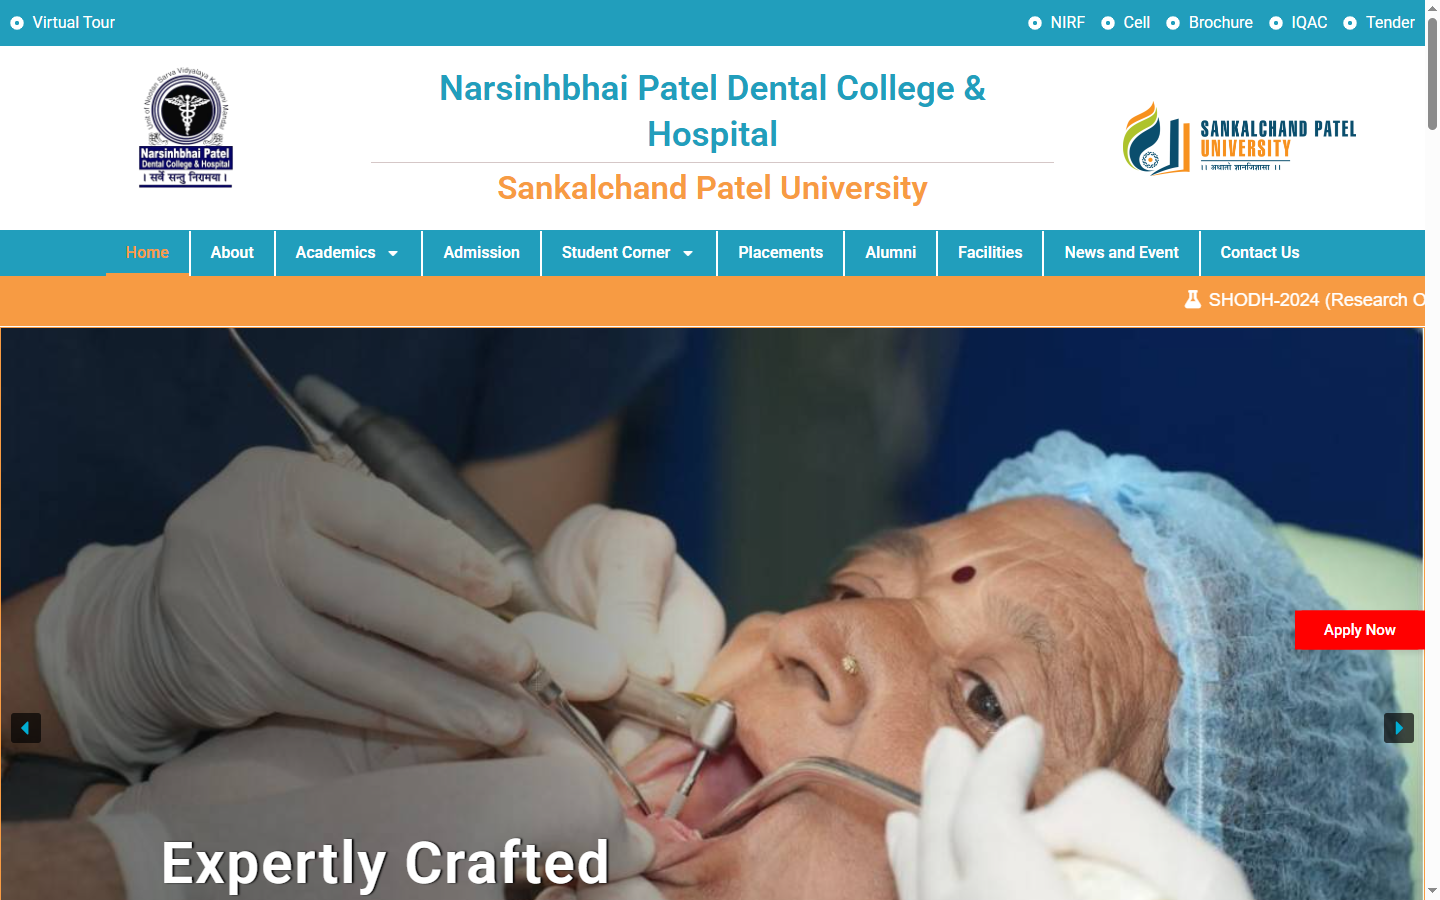 Virtual Tour
NIRF
Cell
Brochure
IQAC
Tender
Unit of Nootan Sarva Vidyalaya Kelavani Mandal
Narsinhbhai Patel
Dental College & Hospital
। सर्वे सन्तु निरामया ।
Narsinhbhai Patel Dental College &
Hospital
Sankalchand Patel University
SANKALCHAND PATEL
UNIVERSITY
।। अथातो ज्ञानजिज्ञासा ।।
Home
About
Academics
Admission
Student Corner
Placements
Alumni
Facilities
News and Event
Contact Us
SHODH-2024 (Research O
Apply Now
Expertly Crafted